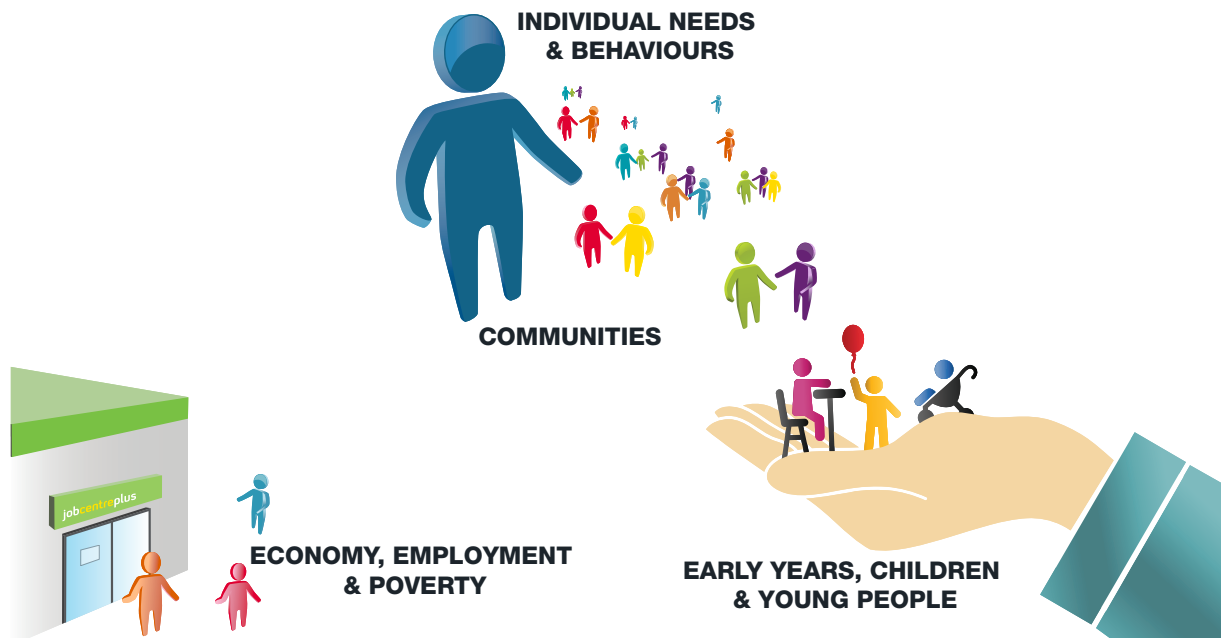 INDIVIDUAL NEEDS
& BEHAVIOURS
COMMUNITIES
jobcentreplus
ECONOMY, EMPLOYMENT
& POVERTY
EARLY YEARS, CHILDREN
& YOUNG PEOPLE